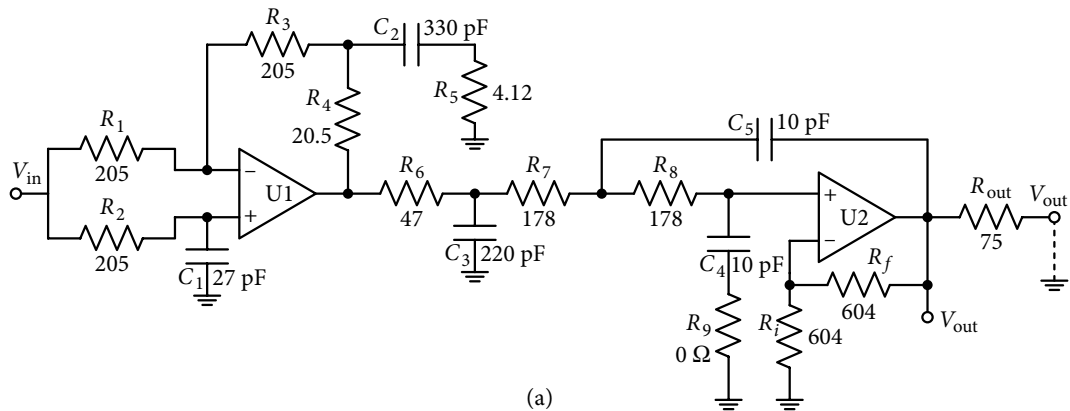 R3
205
C2 330 pF
R4
20.5
R5 4.12
R1
205
Vin
R2
205
C1 27 pF
−
+
U1
R6
47
C3 220 pF
R7
178
R8
178
C5 10 pF
C4 10 pF
R9
0 Ω
+
−
U2
Rf
604
Ri 604
Rout
75
Vout
Vout
(a)